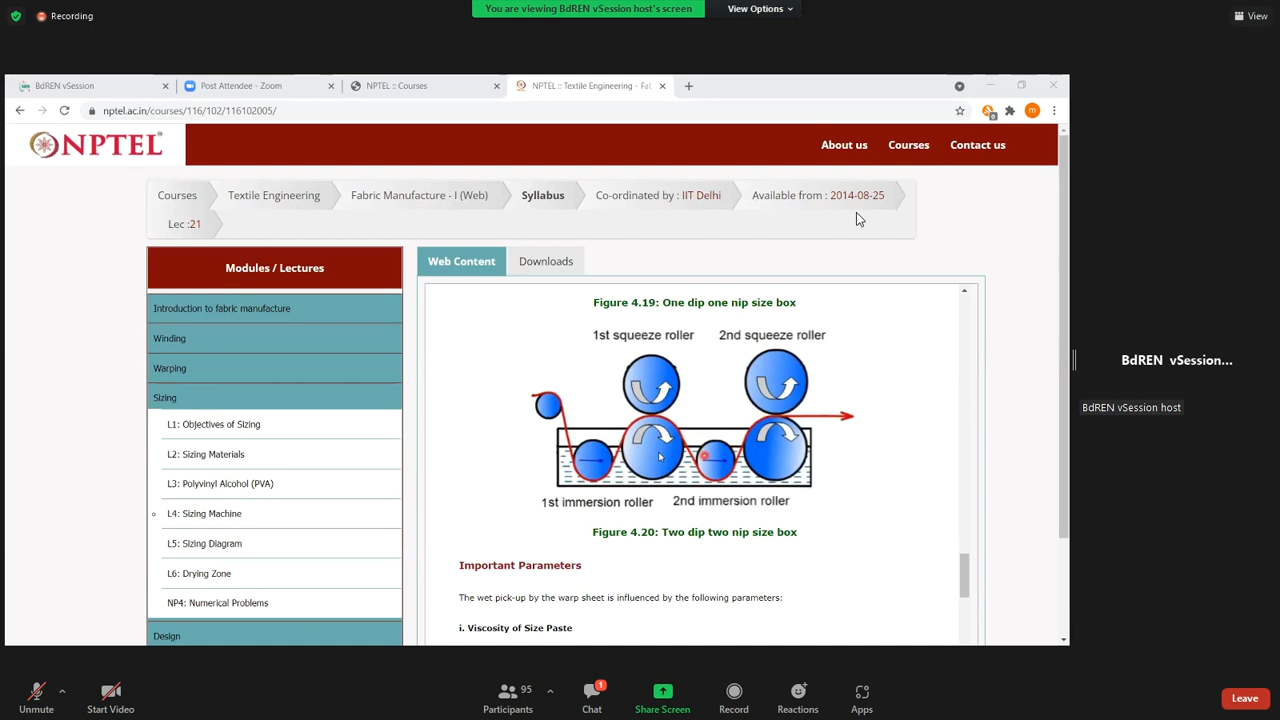 You are viewing BdREN vSession host's screen
View Options
Recording
View
BdREN vSession
Post Attendee - Zoom
NPTEL :: Courses
NPTEL :: Textile Engineering - Fab
nptel.ac.in/courses/116/102/116102005/
NPTEL
About us
Courses
Contact us
Courses
Textile Engineering
Fabric Manufacture - I (Web)
Syllabus
Co-ordinated by : IIT Delhi
Available from : 2014-08-25
Lec :21
Modules / Lectures
Introduction to fabric manufacture
Winding
Warping
Sizing
L1: Objectives of Sizing
L2: Sizing Materials
L3: Polyvinyl Alcohol (PVA)
L4: Sizing Machine
L5: Sizing Diagram
L6: Drying Zone
NP4: Numerical Problems
Design
Web Content
Downloads
Figure 4.19: One dip one nip size box
1st squeeze roller
2nd squeeze roller
1st immersion roller
2nd immersion roller
Figure 4.20: Two dip two nip size box
Important Parameters
The wet pick-up by the warp sheet is influenced by the following parameters:
i. Viscosity of Size Paste
BdREN vSession...
BdREN vSession host
Unmute
Start Video
95
Participants
1
Chat
Share Screen
Record
Reactions
Apps
Leave